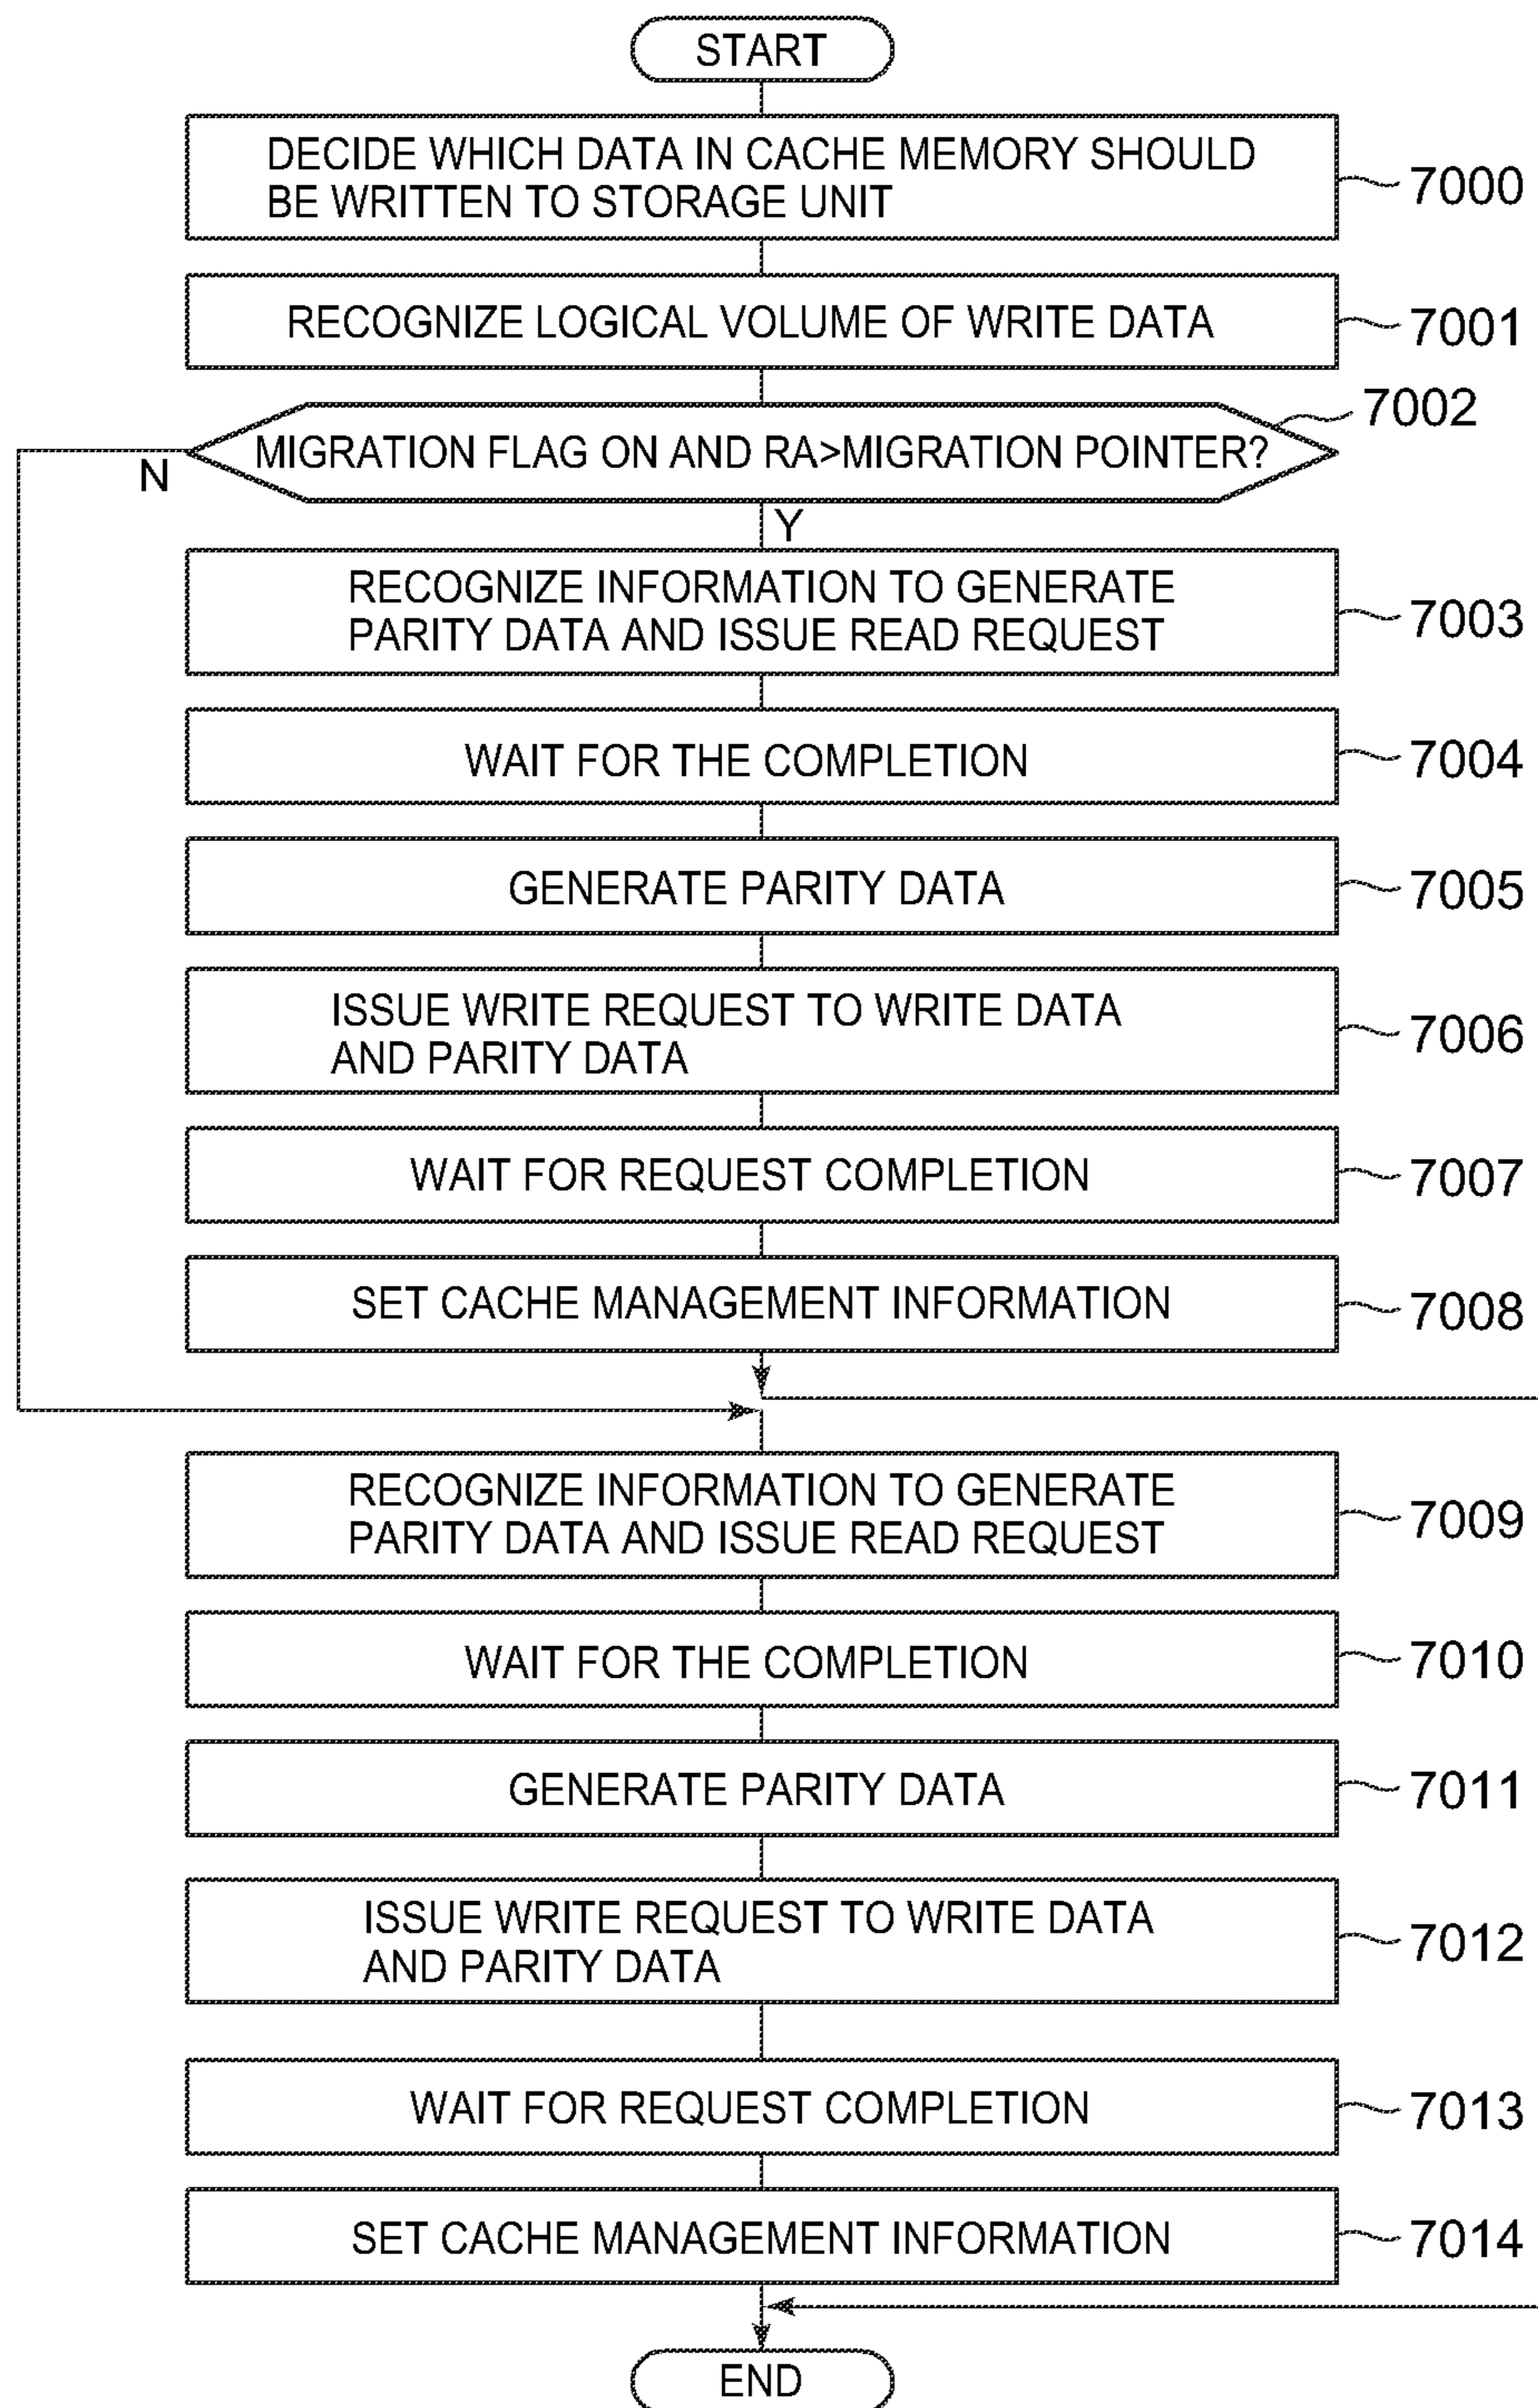 START
DECIDE WHICH DATA IN CACHE MEMORY SHOULD
BE WRITTEN TO STORAGE UNIT
7000
RECOGNIZE LOGICAL VOLUME OF WRITE DATA
7001
7002
MIGRATION FLAG ON AND RA>MIGRATION POINTER?
N
Y
RECOGNIZE INFORMATION TO GENERATE
PARITY DATA AND ISSUE READ REQUEST
7003
WAIT FOR THE COMPLETION
7004
GENERATE PARITY DATA
7005
ISSUE WRITE REQUEST TO WRITE DATA
AND PARITY DATA
7006
WAIT FOR REQUEST COMPLETION
7007
SET CACHE MANAGEMENT INFORMATION
7008
RECOGNIZE INFORMATION TO GENERATE
PARITY DATA AND ISSUE READ REQUEST
7009
WAIT FOR THE COMPLETION
7010
GENERATE PARITY DATA
7011
ISSUE WRITE REQUEST TO WRITE DATA
AND PARITY DATA
7012
WAIT FOR REQUEST COMPLETION
7013
SET CACHE MANAGEMENT INFORMATION
7014
END